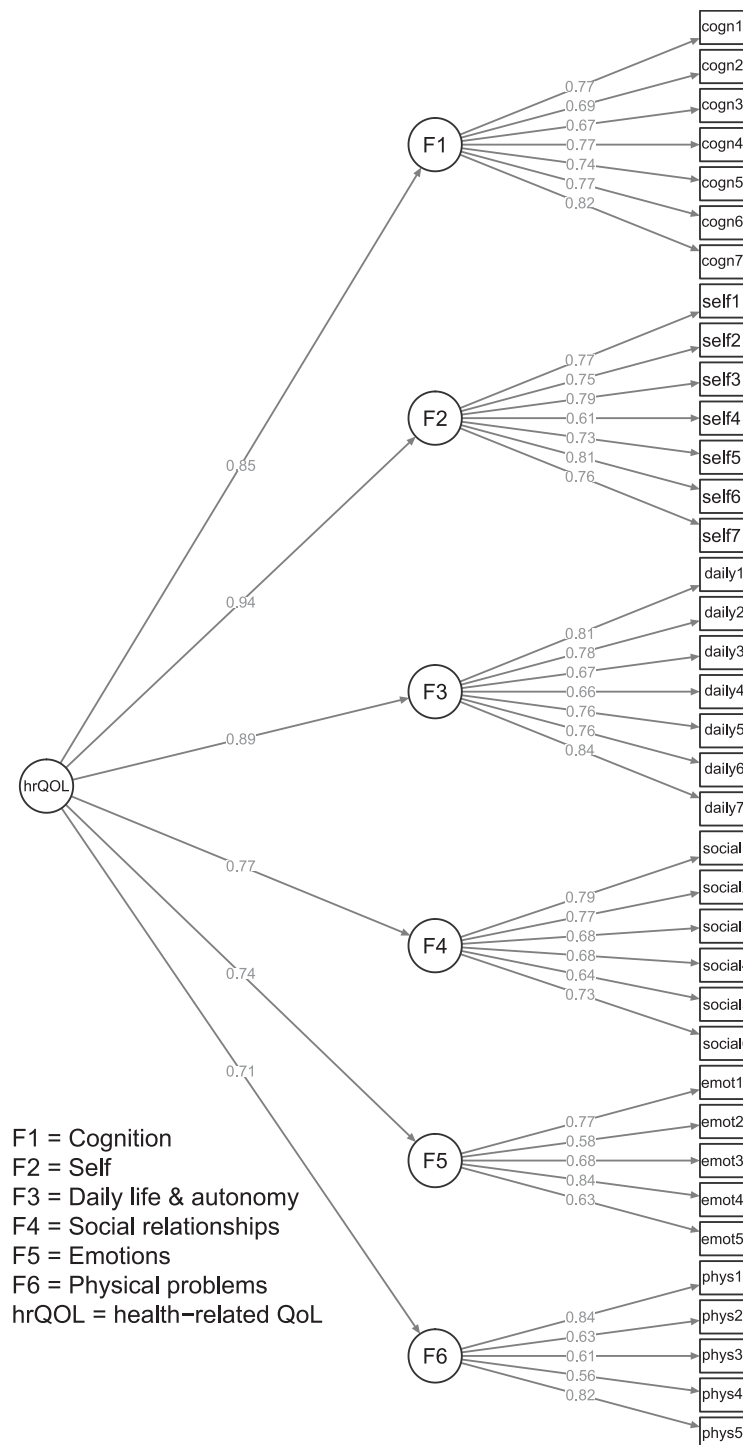 cogn1
cogn2
cogn3
cogn4
cogn5
cogn6
cogn7
0.77
0.69
0.67
0.77
0.74
0.77
0.82
F1
self1
self2
self3
self4
self5
self6
self7
0.77
0.75
0.79
0.61
0.73
0.81
0.76
F2
0.85
0.94
daily1
daily2
daily3
daily4
daily5
daily6
daily7
0.81
0.78
0.67
0.66
0.76
0.76
0.84
F3
0.89
hrQOL
0.77
social
social
social
social
social
social
0.79
0.77
0.68
0.68
0.64
0.73
F4
0.74
0.71
emot1
emot2
emot3
emot4
emot5
0.77
0.58
0.68
0.84
0.63
F5
phys1
phys2
phys3
phys4
phys5
0.84
0.63
0.61
0.56
0.82
F6
F1 = Cognition
F2 = Self
F3 = Daily life & autonomy
F4 = Social relationships
F5 = Emotions
F6 = Physical problems
hrQOL = health−related QoL